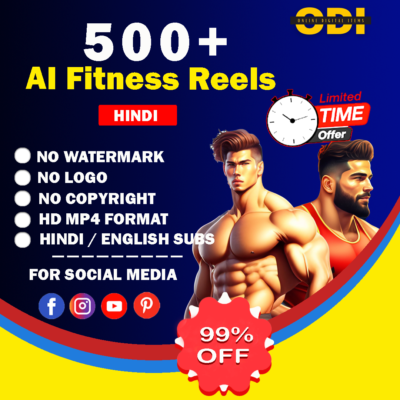 ODI
ONLINE DIGITAL ITEMS
500+
AI Fitness Reels
HINDI
Limited
TIME
Offer
NO WATERMARK
NO LOGO
NO COPYRIGHT
HD MP4 FORMAT
HINDI / ENGLISH SUBS
FOR SOCIAL MEDIA
99%
OFF